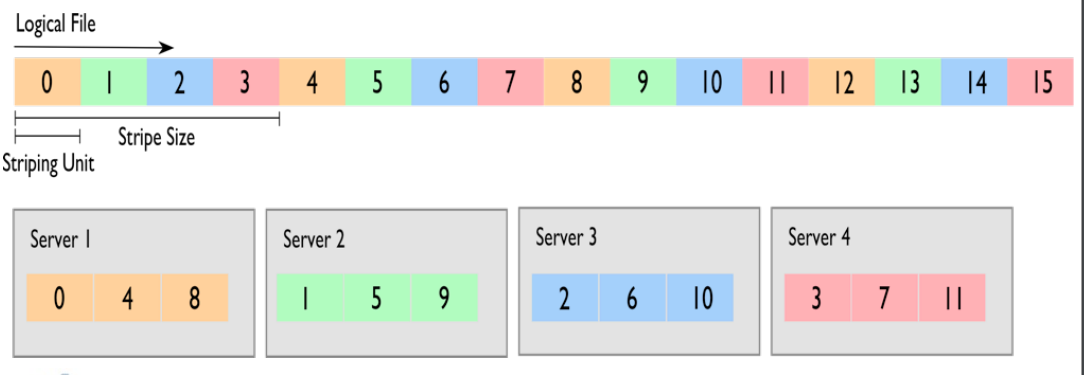 Logical File
0 1 2 3 4 5 6 7 8 9 10 11 12 13 14 15
Stripe Size
Striping Unit
Server 1
0 4 8
Server 2
1 5 9
Server 3
2 6 10
Server 4
3 7 11